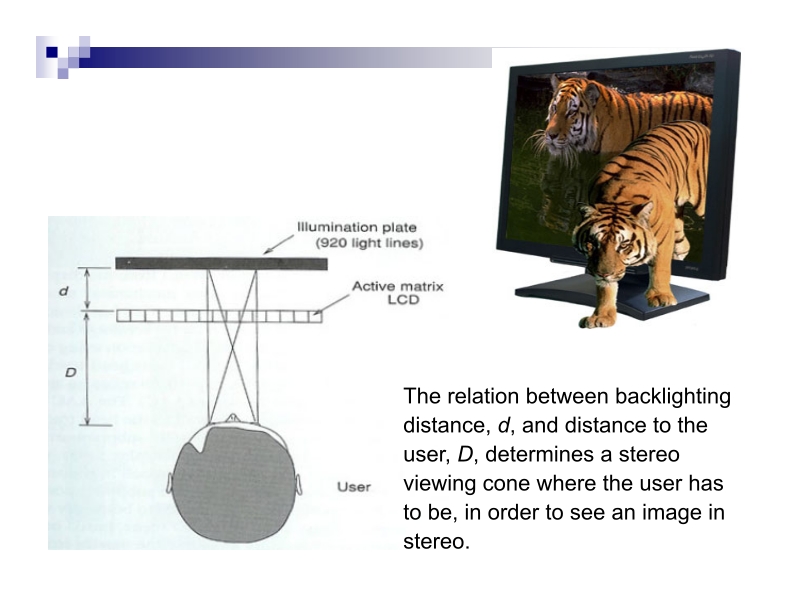 Illumination plate
(920 light lines)
d
Active matrix
LCD
D
User
The relation between backlighting
distance, d, and distance to the
user, D, determines a stereo
viewing cone where the user has
to be, in order to see an image in
stereo.